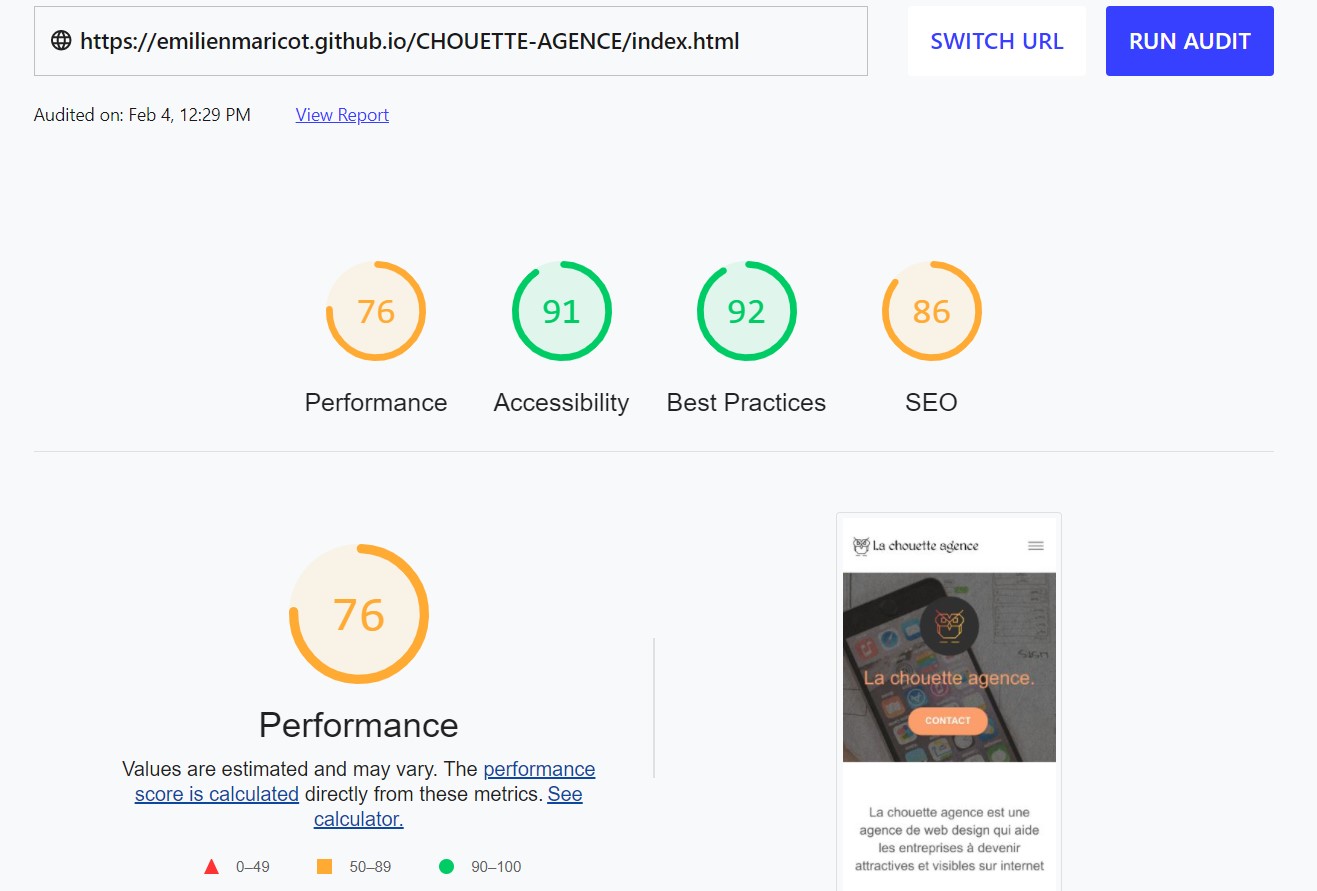 https://emilienmaricot.github.io/CHOUETTE-AGENCE/index.html
SWITCH URL
RUN AUDIT
Audited on: Feb 4, 12:29 PM
View Report
76
91
92
86
Performance
Accessibility
Best Practices
SEO
76
Performance
Values are estimated and may vary. The performance
score is calculated directly from these metrics. See
calculator.
0–49
50–89
90–100
La chouette agence
La chouette agence.
CONTACT
La chouette agence est une
agence de web design qui aide
les entreprises à devenir
attractives et visibles sur internet